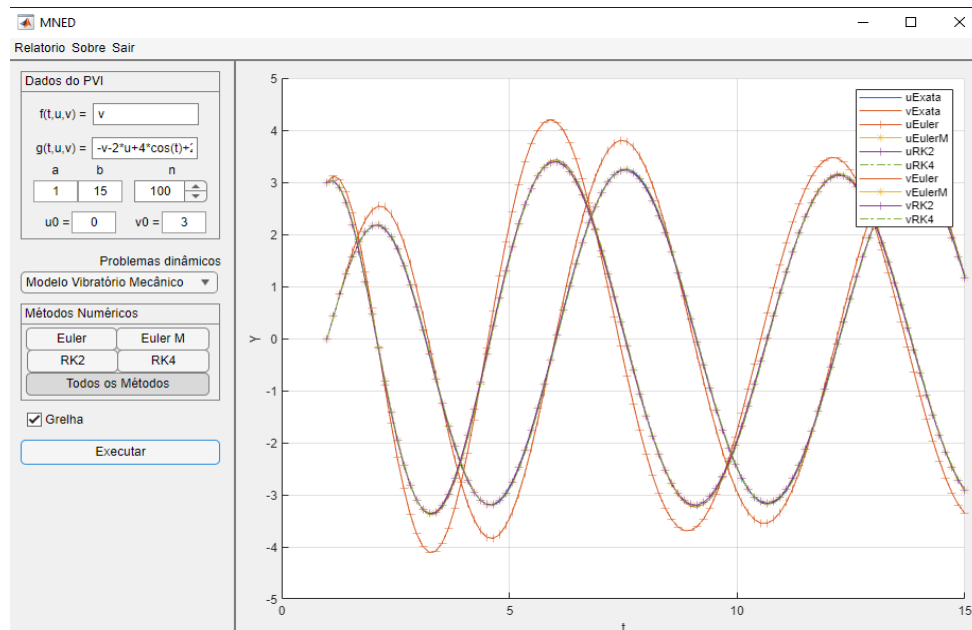 MNED
Relatorio Sobre Sair
Dados do PVI
f(t,u,v) = v
g(t,u,v) = -v-2*u+4*cos(t)+2
a b n
1 15 100
u0 = 0 v0 = 3
Problemas dinâmicos
Modelo Vibratório Mecânico
Métodos Numéricos
Euler Euler M
RK2 RK4
Todos os Métodos
Grelha
Executar
5
4
3
2
1
0
-1
-2
-3
-4
-5
Y
0 5 10 15
t
uExata
vExata
uEuler
uEulerM
uRK2
uRK4
vEuler
vEulerM
vRK2
vRK4